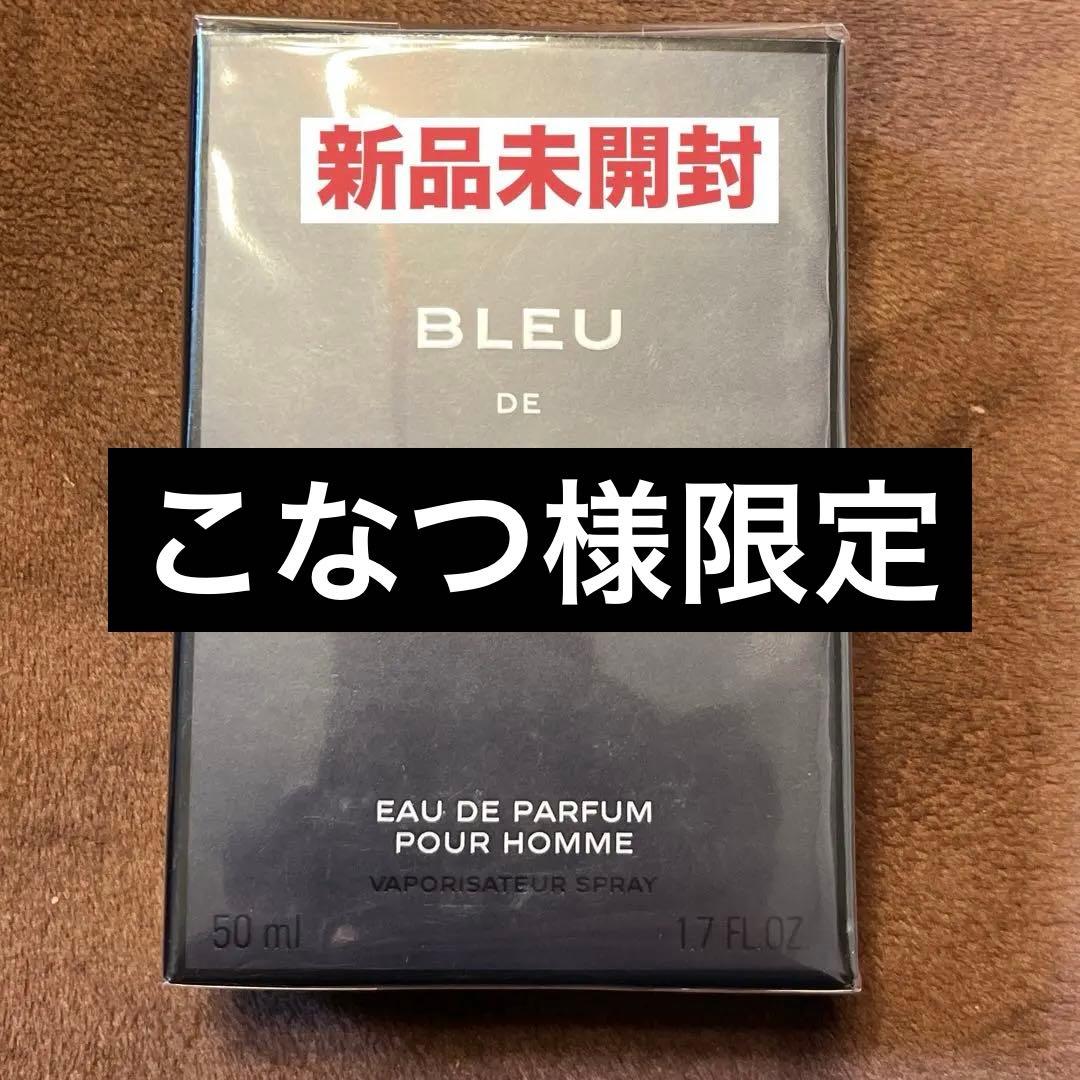 新品未開封
BLEU
DE
こなつ様限定
EAU DE PARFUM
POUR HOMME
VAPORISATEUR SPRAY
50 ml 1.7 FL.OZ.